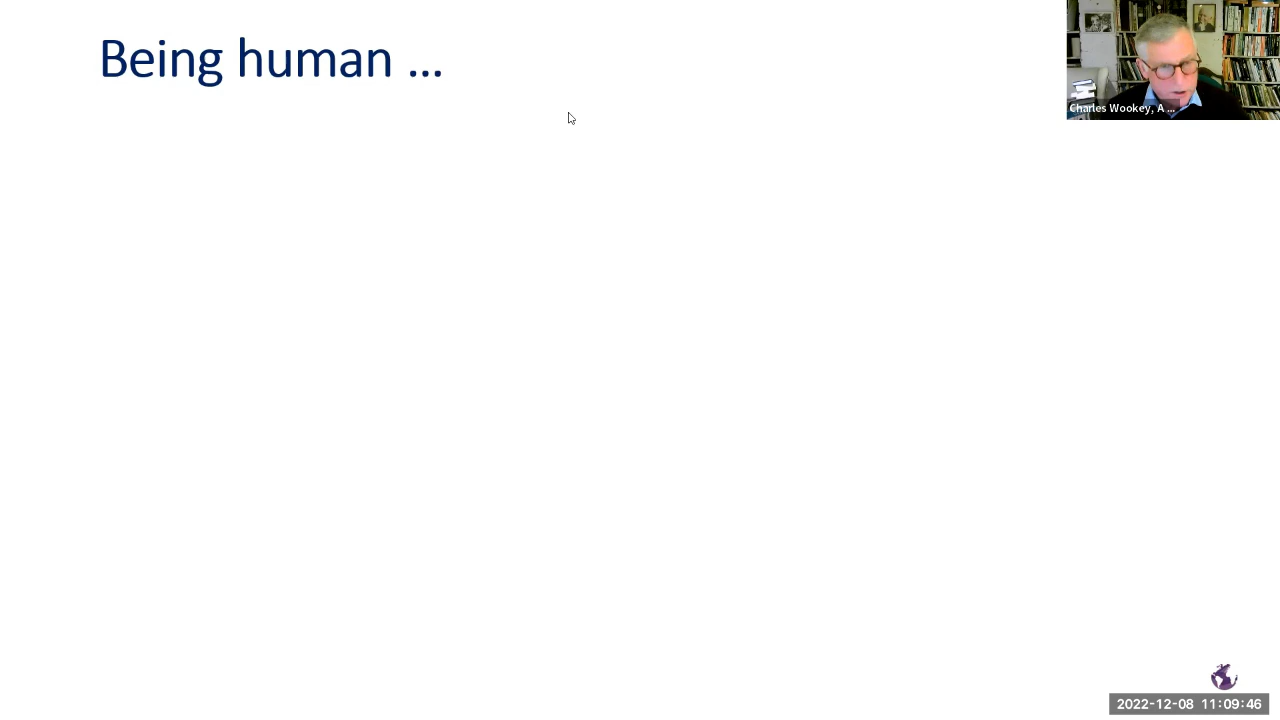 Being human ...
Charles Wookey, A ...
2022-12-08 11:09:46